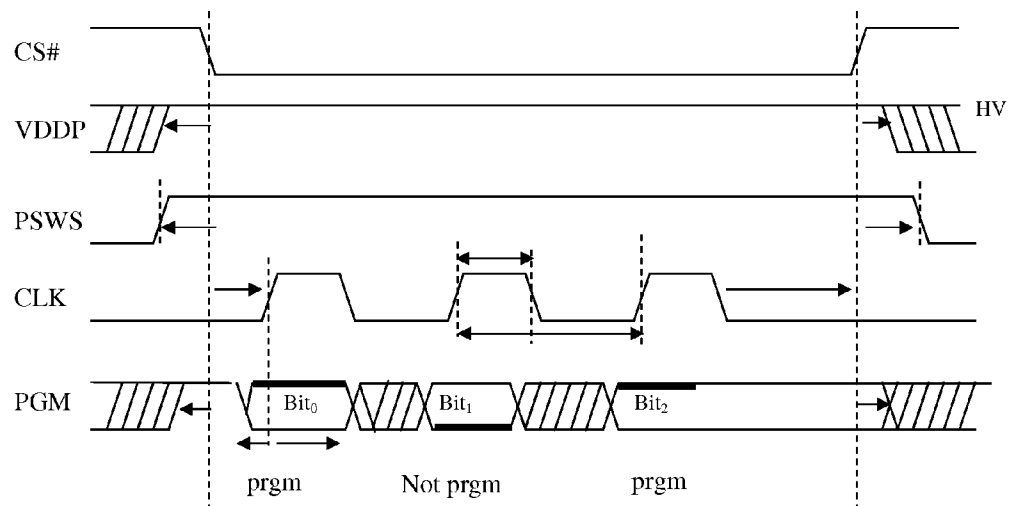 CS#
HV
VDDP
PSWS
CLK
PGM
Bit₀ Bit₁ Bit₂
prgm Not prgm prgm